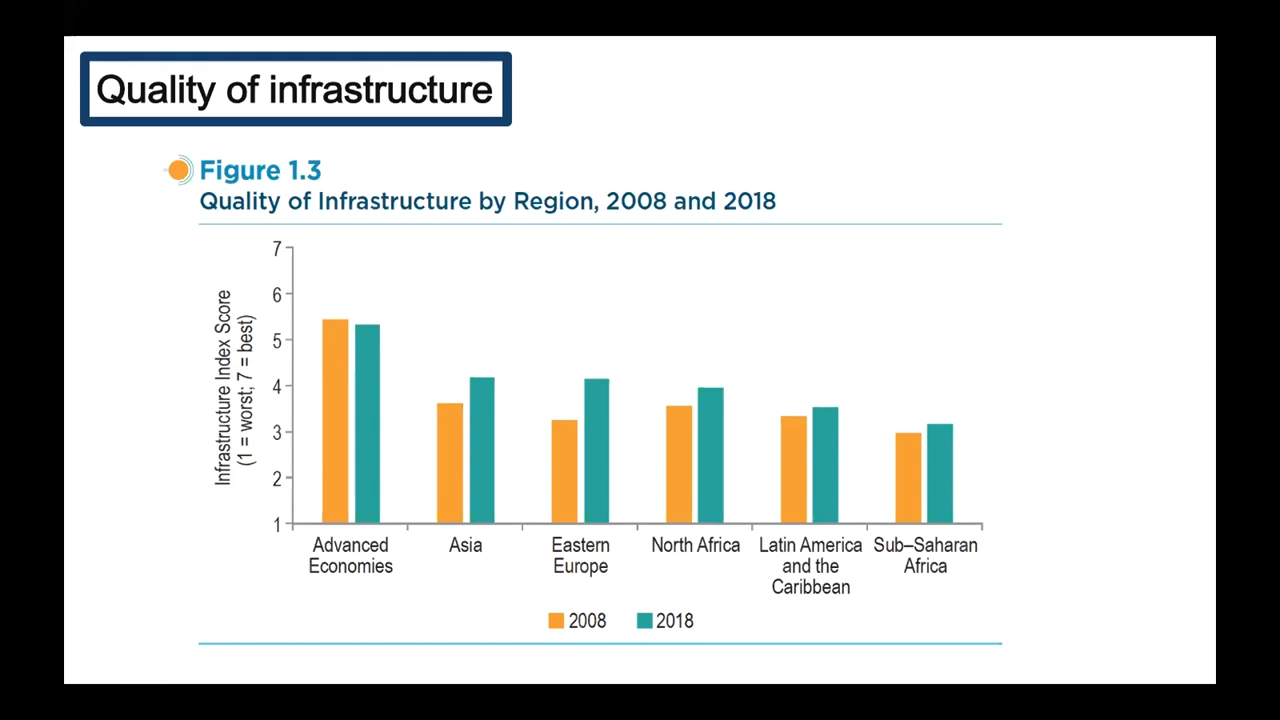 Quality of infrastructure
Figure 1.3
Quality of Infrastructure by Region, 2008 and 2018
Infrastructure Index Score
(1 = worst; 7 = best)
7
6
5
4
3
2
1
Advanced
Economies
Asia
Eastern
Europe
North Africa
Latin America
and the
Caribbean
Sub–Saharan
Africa
2008
2018